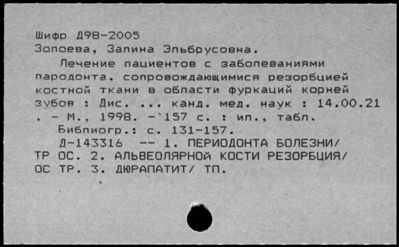 Шифр Д98-2005
Золоева, Залина Эльбрусовна.
Лечение пациентов с заболеваниями
пародонта, сопровождающимися резорбцией
костной ткани в области фуркаций корней
зубов : Дис. ... канд. мед. наук : 14.00.21
. - М., 1998. - 157 с. : ил., табл.
Библиогр.: с. 131-157.
Д-143316 -- 1. ПЕРИОДОНТА БОЛЕЗНИ/
ТР ОС. 2. АЛЬВЕОЛЯРНОЙ КОСТИ РЕЗОРБЦИЯ/
ОС ТР. 3. ДЮРАПАТИТ/ ТП.